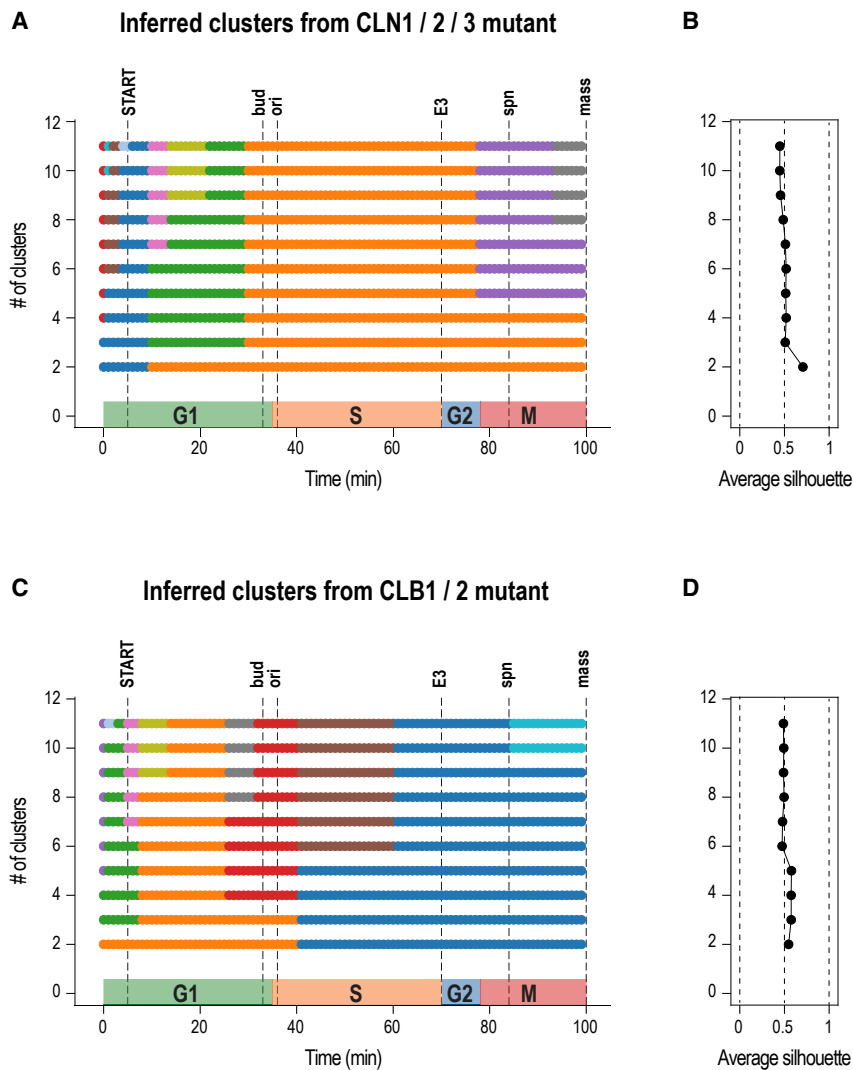 A
Inferred clusters from CLN1 / 2 / 3 mutant
B
START
bud
ori
E3
spn
mass
12
10
8
6
4
2
0
# of clusters
G1
S
G2
M
0
20
40
60
80
100
Time (min)
12
10
8
6
4
2
0
0
0.5
1
Average silhouette
C
Inferred clusters from CLB1 / 2 mutant
D
START
bud
ori
E3
spn
mass
12
10
8
6
4
2
0
# of clusters
G1
S
G2
M
0
20
40
60
80
100
Time (min)
12
10
8
6
4
2
0
0
0.5
1
Average silhouette